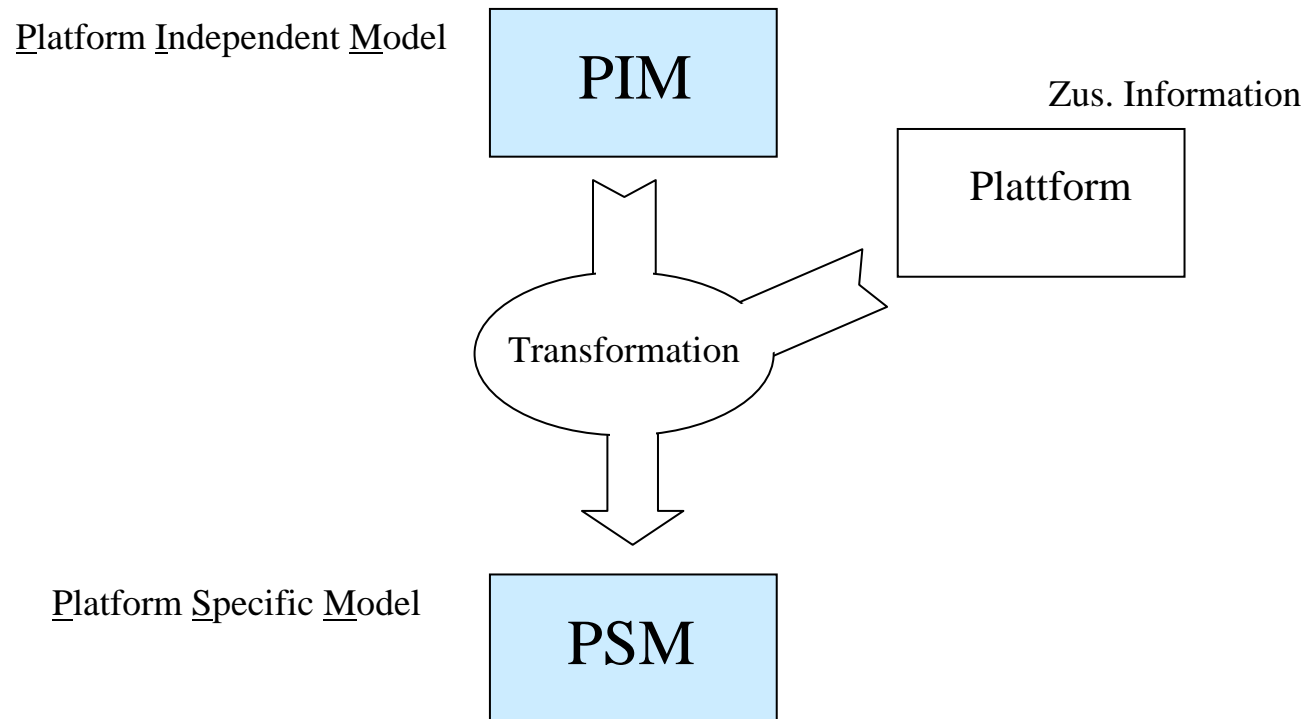 Platform Independent Model
PIM
Zus. Information
Plattform
Transformation
Platform Specific Model
PSM